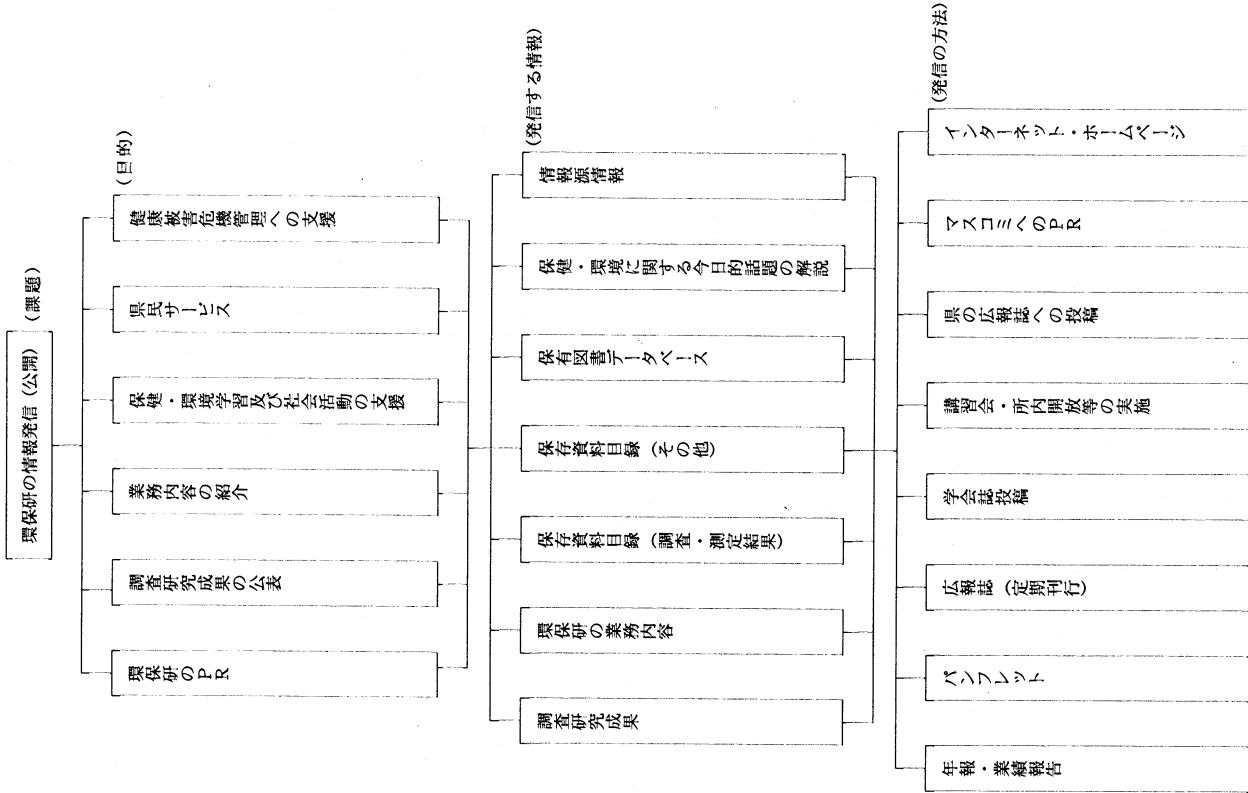 環保研の情報発信(公開)
(課題)
(目的)
環保研のPR
調査研究成果の公表
業務内容の紹介
保健・環境学習及び社会活動の支援
県民サービス
健康被害危機管理への支援
(発信する情報)
調査研究成果
環保研の業務内容
保存資料目録(調査・測定結果)
保存資料目録(その他)
保有図書データベース
保健・環境に関する今日的話題の解説
情報源情報
(発信の方法)
年報・業績報告
パンフレット
広報誌(定期刊行)
学会誌投稿
講習会・所内開放等の実施
県の広報誌への投稿
マスコミへのPR
インターネット・ホームページ